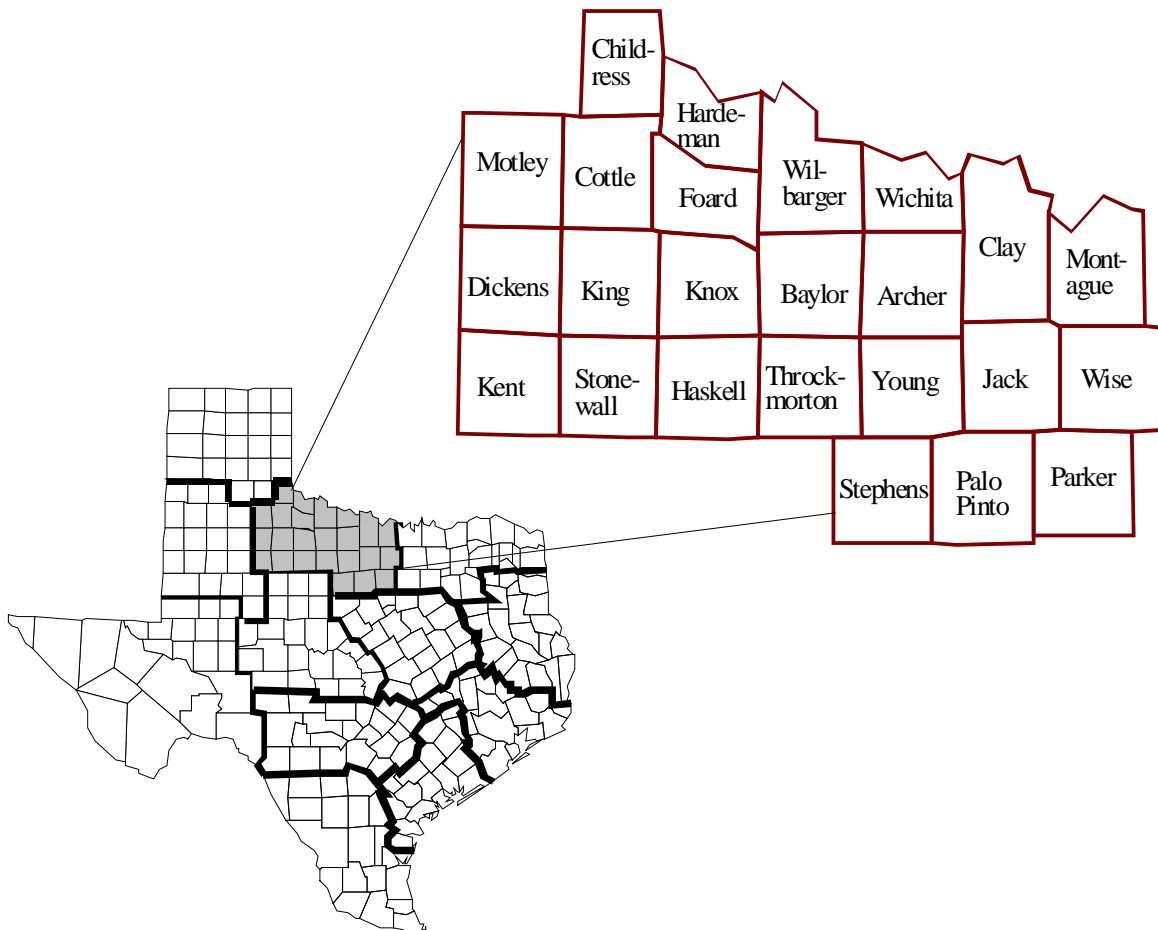 Child-
ress
Harde-
man
Motley
Cottle
Foard
Wil-
barger
Wichita
Clay
Mont-
ague
Dickens
King
Knox
Baylor
Archer
Kent
Stone-
wall
Haskell
Throck-
morton
Young
Jack
Wise
Stephens
Palo
Pinto
Parker